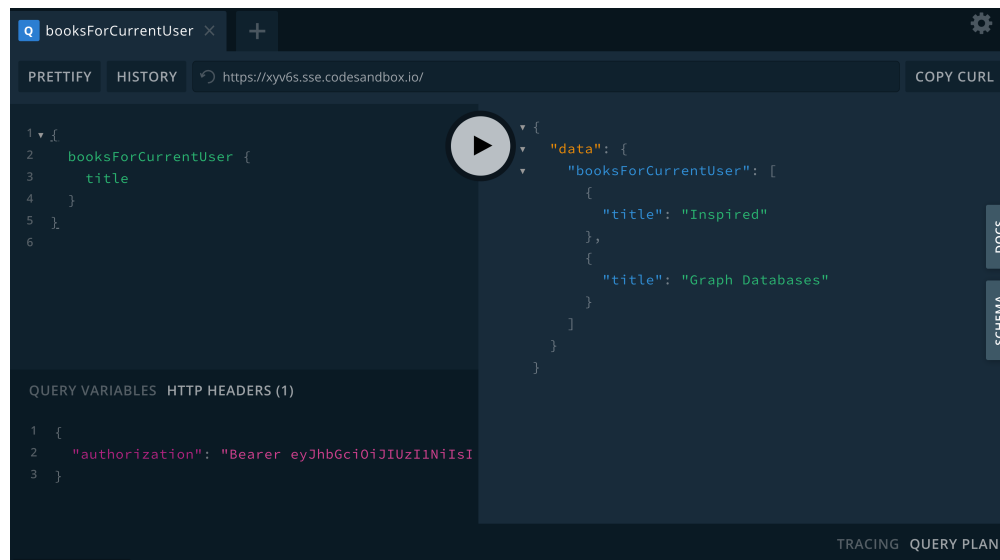 Q booksForCurrentUser
PRETTIFY HISTORY https://xyv6s.sse.codesandbox.io/ COPY CURL
1 {
2 booksForCurrentUser {
3 title
4 }
5 }
6
{
"data": {
"booksForCurrentUser": [
{
"title": "Inspired"
},
{
"title": "Graph Databases"
}
]
}
}
DOCS
SCHEMA
QUERY VARIABLES HTTP HEADERS (1)
1 {
2 "authorization": "Bearer eyJhbGciOiJIUzI1NiIsI
3 }
TRACING QUERY PLAN